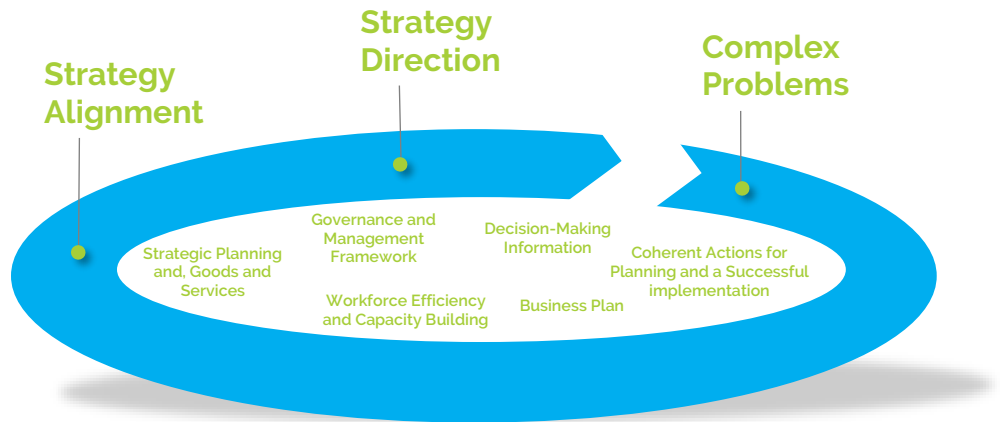 Strategy
Alignment
Strategy
Direction
Complex
Problems
Strategic Planning
and, Goods and
Services
Governance and
Management
Framework
Workforce Efficiency
and Capacity Building
Decision-Making
Information
Business Plan
Coherent Actions for
Planning and a Successful
implementation